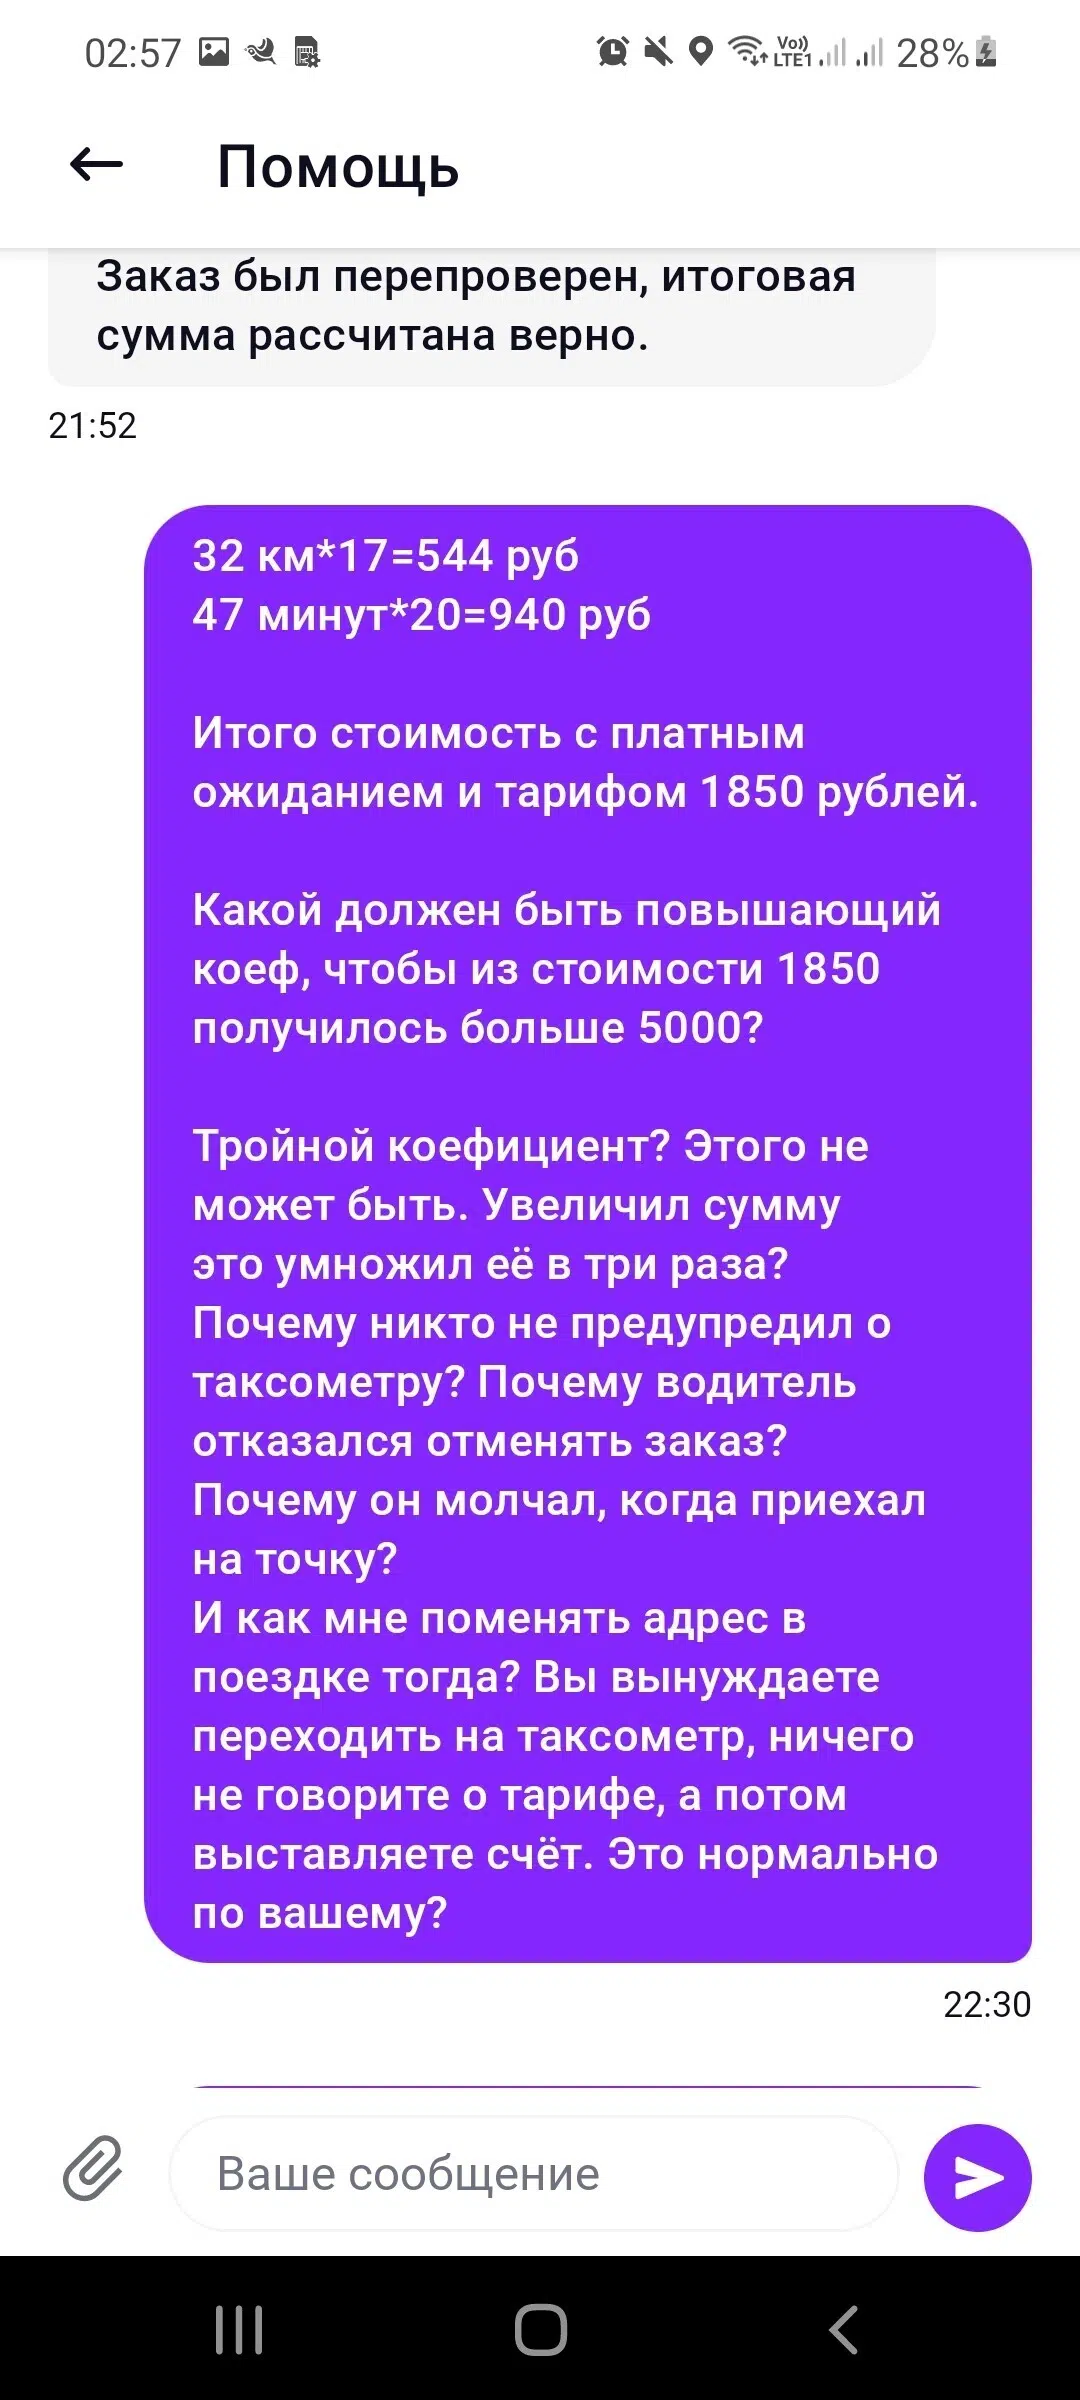 02:57
Vo))
LTE1
28%
Помощь
Заказ был перепроверен, итоговая
сумма рассчитана верно.
21:52
32 км*17=544 руб
47 минут*20=940 руб
Итого стоимость с платным
ожиданием и тарифом 1850 рублей.
Какой должен быть повышающий
коеф, чтобы из стоимости 1850
получилось больше 5000?
Тройной коефициент? Этого не
может быть. Увеличил сумму
это умножил её в три раза?
Почему никто не предупредил о
таксометру? Почему водитель
отказался отменять заказ?
Почему он молчал, когда приехал
на точку?
И как мне поменять адрес в
поездке тогда? Вы вынуждаете
переходить на таксометр, ничего
не говорите о тарифе, а потом
выставляете счёт. Это нормально
по вашему?
22:30
Ваше сообщение